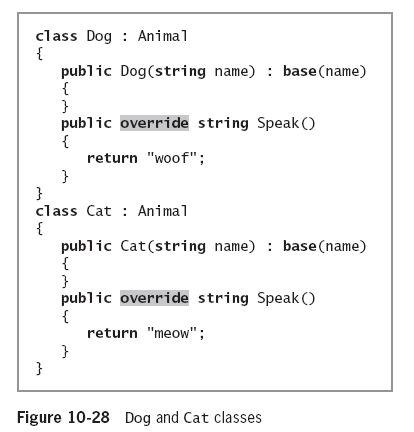 class Dog : Animal
{
public Dog(string name) : base(name)
{
}
public override string Speak()
{
return "woof";
}
}
class Cat : Animal
{
public Cat(string name) : base(name)
{
}
public override string Speak()
{
return "meow";
}
}
Figure 10-28 Dog and Cat classes